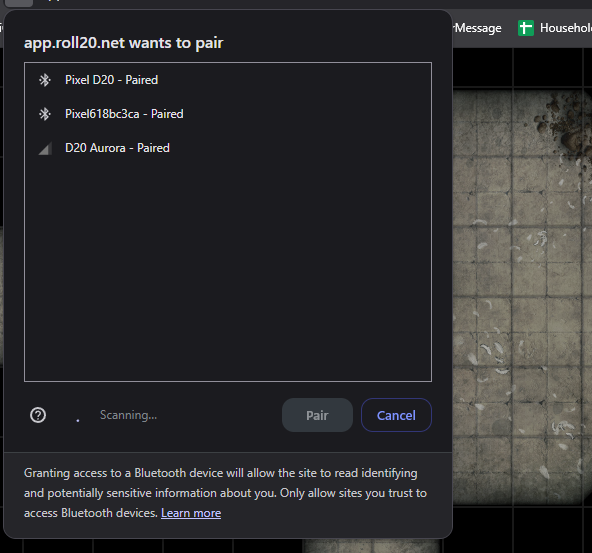 rMessage
Househol
app.roll20.net wants to pair
Pixel D20 - Paired
Pixel618bc3ca - Paired
D20 Aurora - Paired
Scanning...
Pair
Cancel
Granting access to a Bluetooth device will allow the site to read identifying
and potentially sensitive information about you. Only allow sites you trust to
access Bluetooth devices. Learn more